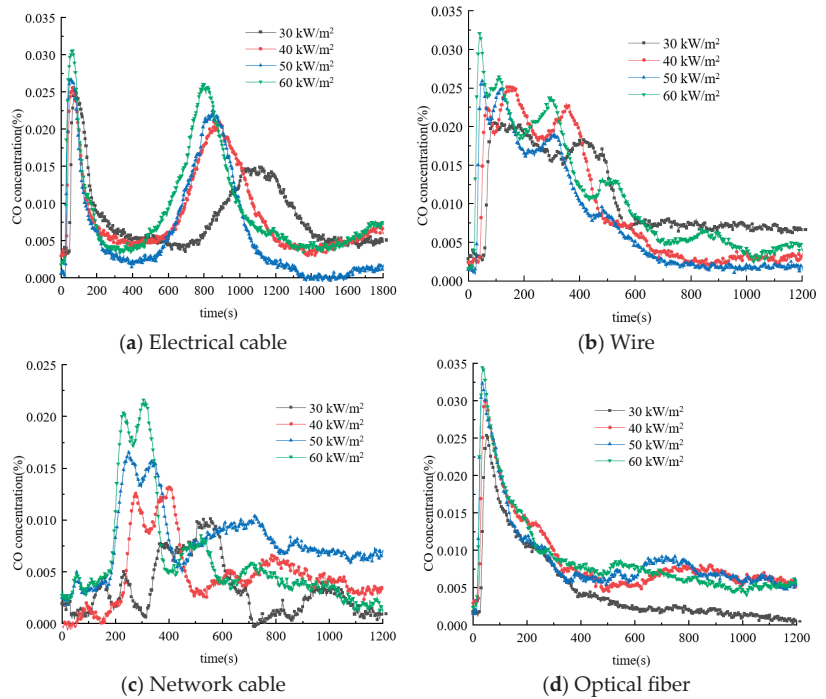 0.035
0.030
0.025
0.020
0.015
0.010
0.005
0.000
CO concentration(%)
30 kW/m²
40 kW/m²
50 kW/m²
60 kW/m²
0 200 400 600 800 1000 1200 1400 1600 1800
time(s)
(a) Electrical cable
0.035
0.030
0.025
0.020
0.015
0.010
0.005
0.000
CO concentration(%)
30 kW/m²
40 kW/m²
50 kW/m²
60 kW/m²
0 200 400 600 800 1000 1200
time(s)
(b) Wire
0.025
0.020
0.015
0.010
0.005
0.000
CO concentration(%)
30 kW/m²
40 kW/m²
50 kW/m²
60 kW/m²
0 200 400 600 800 1000 1200
time(s)
(c) Network cable
0.035
0.030
0.025
0.020
0.015
0.010
0.005
0.000
CO concentration(%)
30 kW/m²
40 kW/m²
50 kW/m²
60 kW/m²
0 200 400 600 800 1000 1200
time(s)
(d) Optical fiber